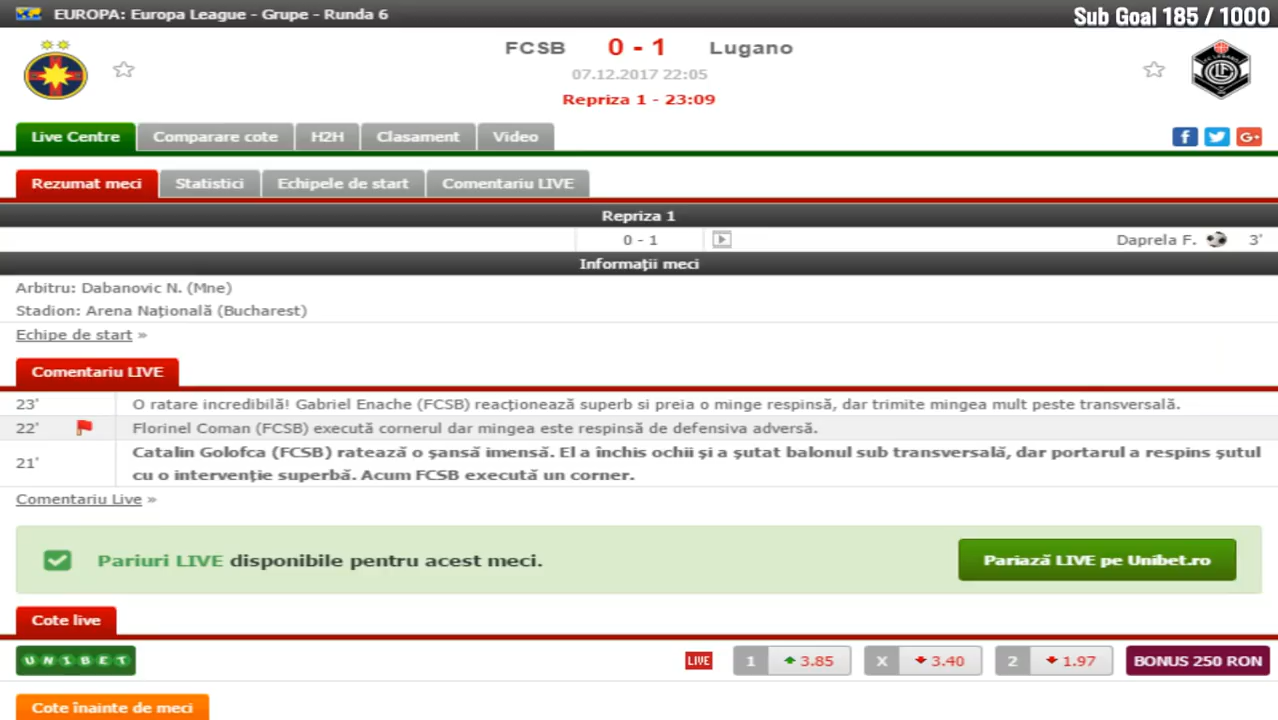 EUROPA: Europa League - Grupe - Runda 6
Sub Goal 185 / 1000
FCSB 0 - 1 Lugano
07.12.2017 22:05
Repriza 1 - 23:09
Live Centre Comparare cote H2H Clasament Video
Rezumat meci Statistici Echipele de start Comentariu LIVE
Repriza 1
0 - 1 Daprela F. 3'
Informații meci
Arbitru: Dabanovic N. (Mne)
Stadion: Arena Națională (Bucharest)
Echipe de start »
Comentariu LIVE
23' O ratare incredibilă! Gabriel Enache (FCSB) reacționează superb si preia o minge respinsă, dar trimite mingea mult peste transversală.
22' Florinel Coman (FCSB) execută cornerul dar mingea este respinsă de defensiva adversă.
21' Catalin Golofca (FCSB) ratează o şansă imensă. El a închis ochii şi a şutat balonul sub transversală, dar portarul a respins şutul
cu o intervenție superbă. Acum FCSB execută un corner.
Comentariu Live »
Pariuri LIVE disponibile pentru acest meci.
Pariază LIVE pe Unibet.ro
Cote live
UNIBET LIVE 1 3.85 X 3.40 2 1.97 BONUS 250 RON
Cote înainte de meci